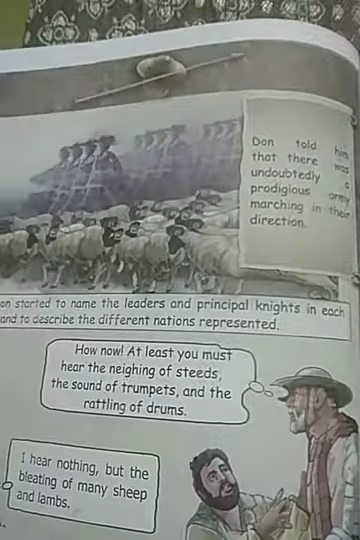 Don told him
that there was
undoubtedly a
prodigious army
marching in their
direction.
on started to name the leaders and principal knights in each
and to describe the different nations represented.
How now! At least you must
hear the neighing of steeds,
the sound of trumpets, and the
rattling of drums.
I hear nothing, but the
bleating of many sheep
and lambs.